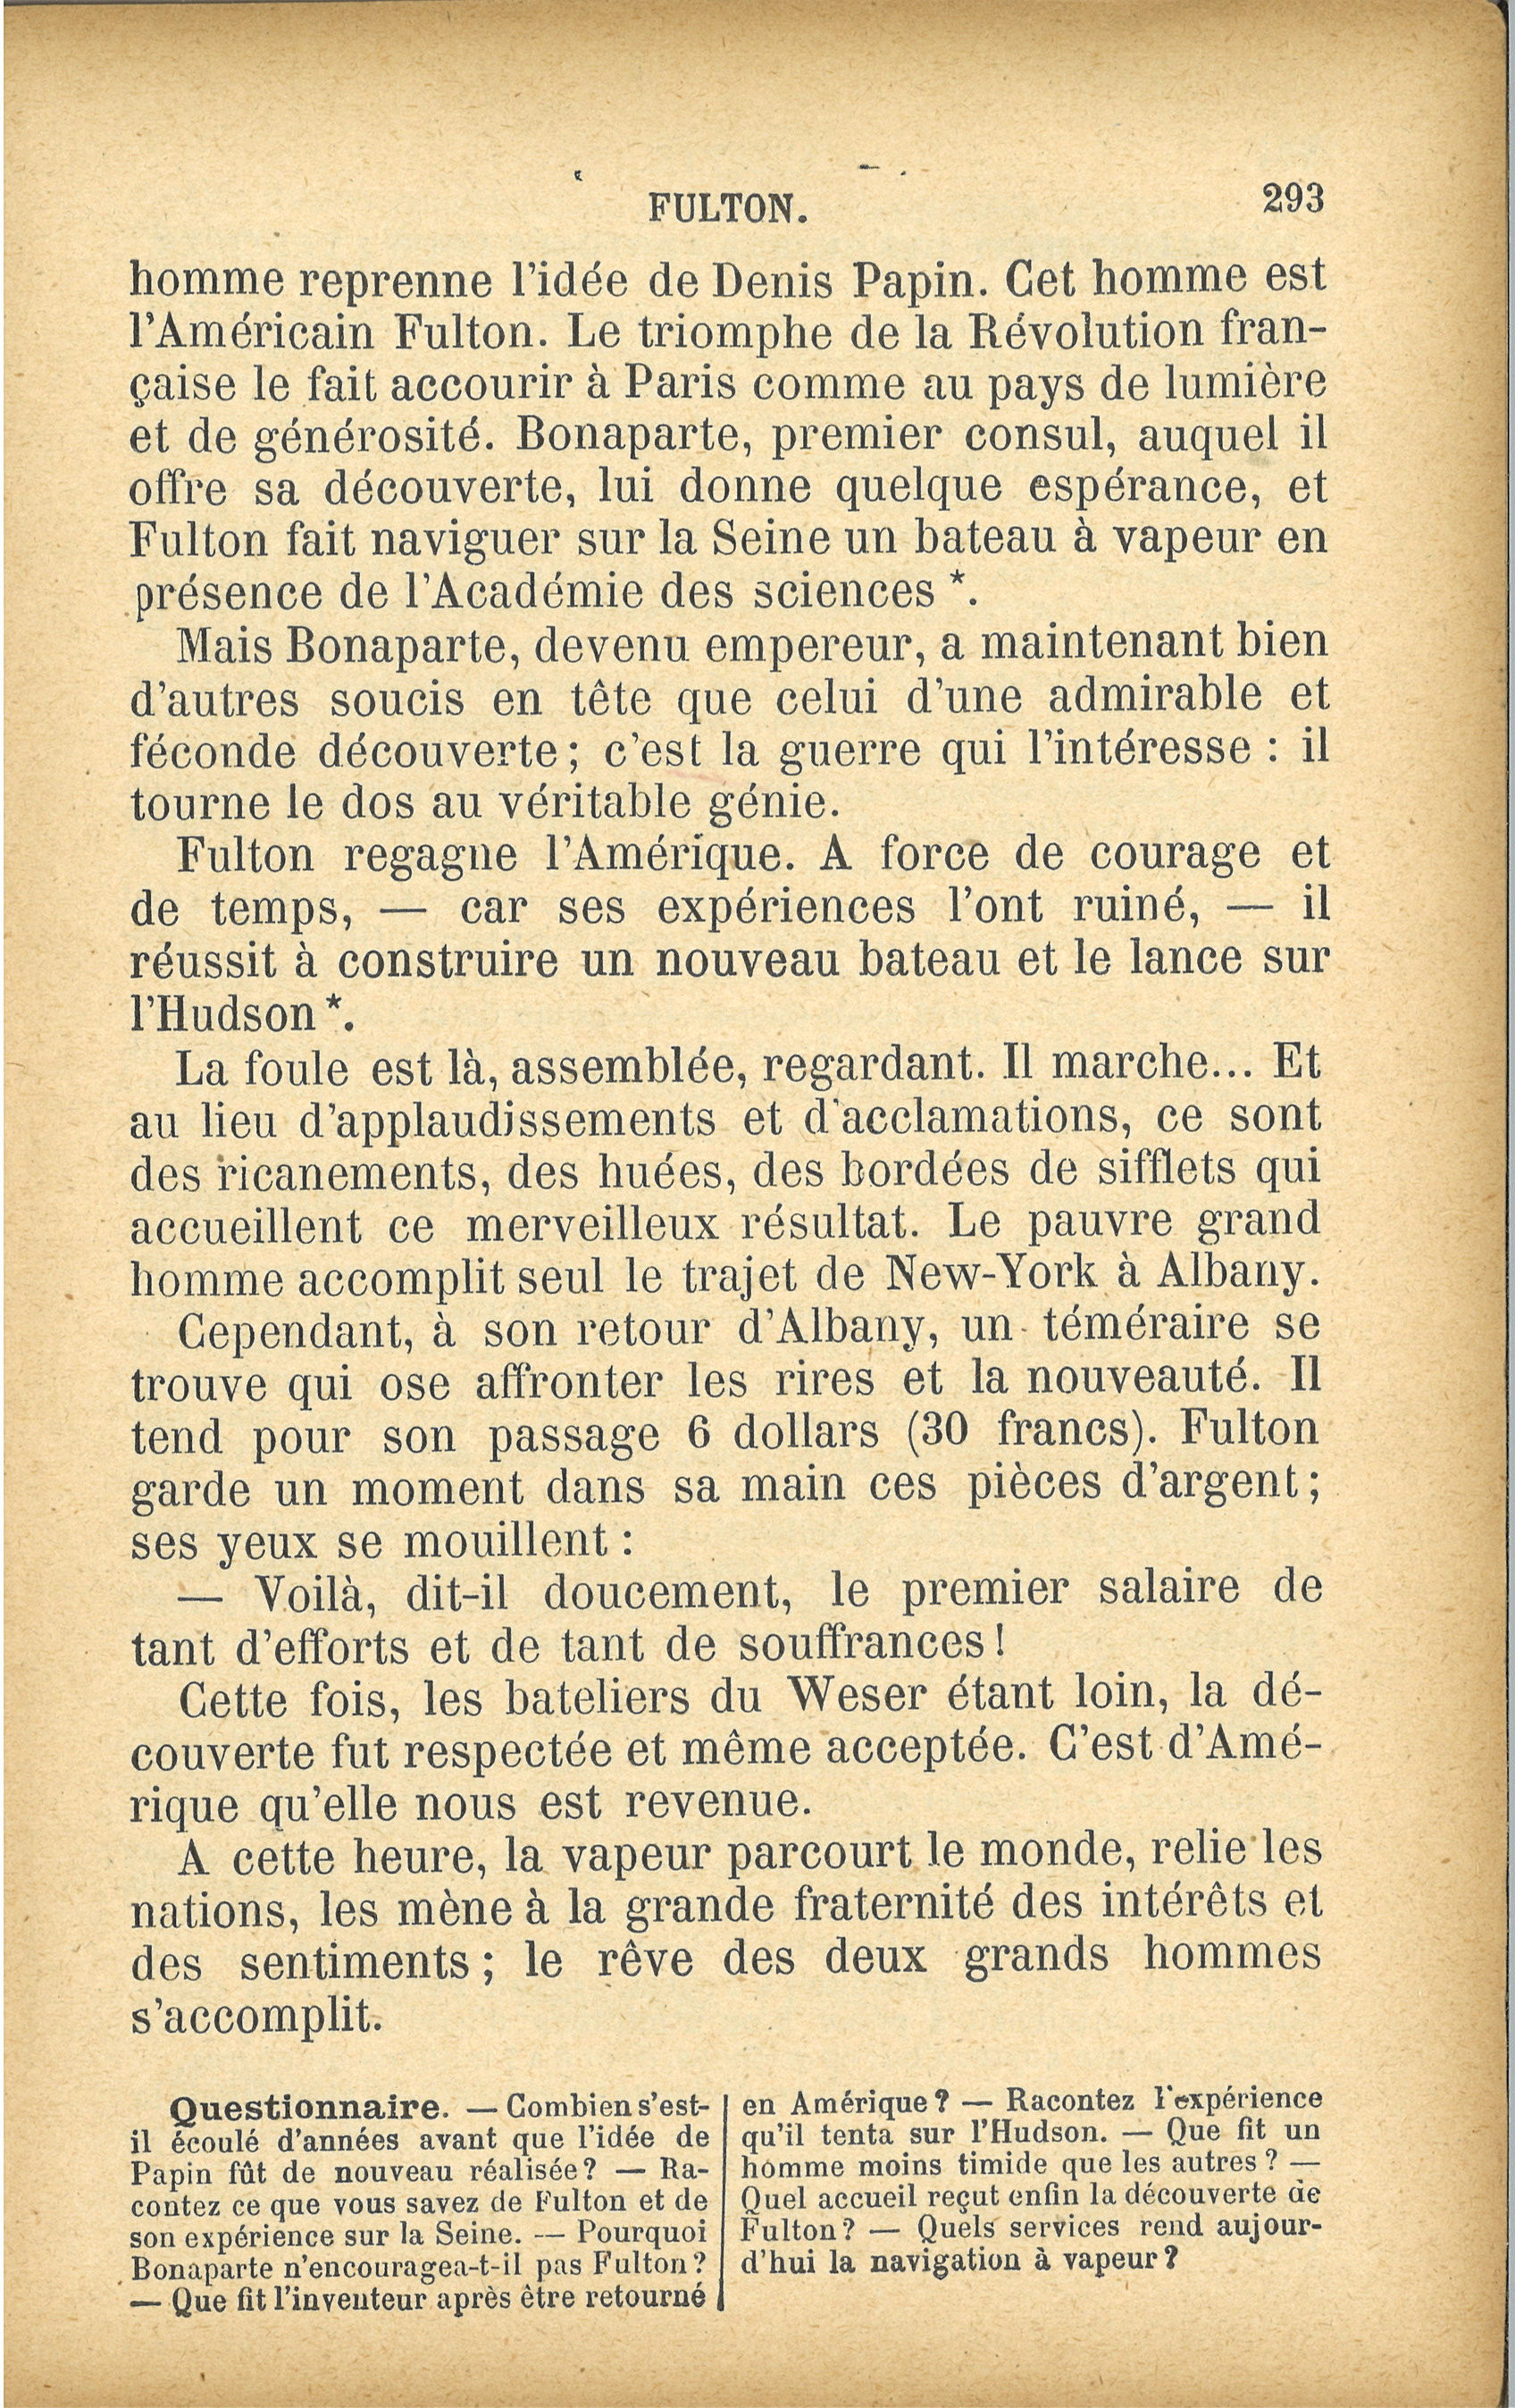 FULTON. 293
homme reprenne l'idée de Denis Papin. Cet homme est
l'Américain Fulton. Le triomphe de la Révolution fran-
çaise le fait accourir à Paris comme au pays de lumière
et de générosité. Bonaparte, premier consul, auquel il
offre sa découverte, lui donne quelque espérance, et
Fulton fait naviguer sur la Seine un bateau à vapeur en
présence de l'Académie des sciences *.
Mais Bonaparte, devenu empereur, a maintenant bien
d'autres soucis en tête que celui d'une admirable et
féconde découverte ; c'est la guerre qui l'intéresse : il
tourne le dos au véritable génie.
Fulton regagne l'Amérique. A force de courage et
de temps, — car ses expériences l'ont ruiné, — il
réussit à construire un nouveau bateau et le lance sur
l'Hudson *.
La foule est là, assemblée, regardant. Il marche... Et
au lieu d'applaudissements et d'acclamations, ce sont
des ricanements, des huées, des bordées de sifflets qui
accueillent ce merveilleux résultat. Le pauvre grand
homme accomplit seul le trajet de New-York à Albany.
Cependant, à son retour d'Albany, un téméraire se
trouve qui ose affronter les rires et la nouveauté. Il
tend pour son passage 6 dollars (30 francs). Fulton
garde un moment dans sa main ces pièces d'argent ;
ses yeux se mouillent :
— Voilà, dit-il doucement, le premier salaire de
tant d'efforts et de tant de souffrances !
Cette fois, les bateliers du Weser étant loin, la dé-
couverte fut respectée et même acceptée. C'est d'Amé-
rique qu'elle nous est revenue.
A cette heure, la vapeur parcourt le monde, relie les
nations, les mène à la grande fraternité des intérêts et
des sentiments ; le rêve des deux grands hommes
s'accomplit.
Questionnaire. — Combien s'est-
il écoulé d'années avant que l'idée de
Papin fût de nouveau réalisée ? — Ra-
contez ce que vous savez de Fulton et de
son expérience sur la Seine. — Pourquoi
Bonaparte n'encouragea-t-il pas Fulton ?
— Que fit l'inventeur après être retourné
en Amérique ? — Racontez l'expérience
qu'il tenta sur l'Hudson. — Que fit un
homme moins timide que les autres ? —
Quel accueil reçut enfin la découverte de
Fulton ? — Quels services rend aujour-
d'hui la navigation à vapeur ?